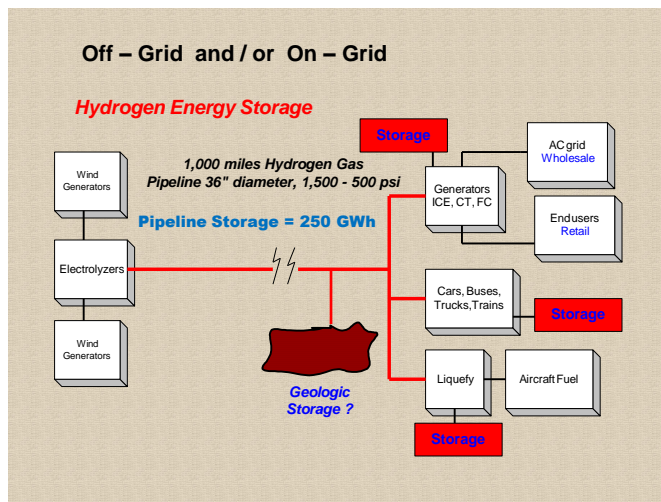 Off – Grid and / or On – Grid
Hydrogen Energy Storage
1,000 miles Hydrogen Gas
Pipeline 36" diameter, 1,500 - 500 psi
Pipeline Storage = 250 GWh
Wind
Generators
Electrolyzers
Wind
Generators
Geologic
Storage ?
Storage
Generators
ICE, CT, FC
AC grid
Wholesale
End users
Retail
Cars, Buses,
Trucks,Trains
Storage
Liquefy
Aircraft Fuel
Storage